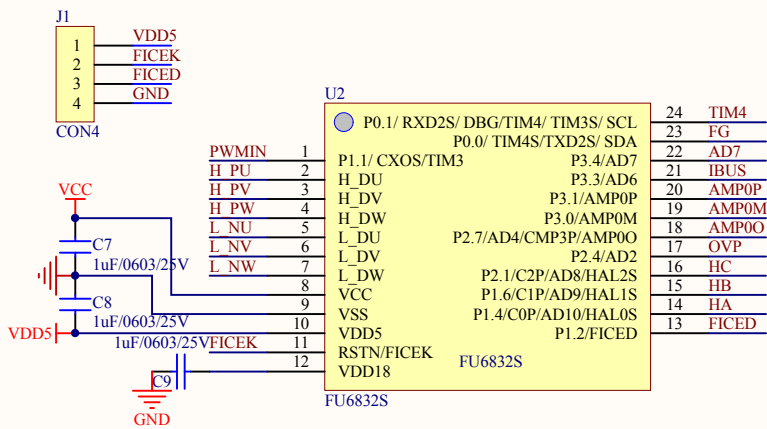 J1
1 VDD5
2 FICEK
3 FICED
4 GND
CON4
U2
P0.1/ RXD2S/ DBG/TIM4/ TIM3S/ SCL 24 TIM4
P0.0/ TIM4S/TXD2S/ SDA 23 FG
PWMIN 1 P1.1/ CXOS/TIM3 P3.4/AD7 22 AD7
H_PU 2 H_DU P3.3/AD6 21 IBUS
H_PV 3 H_DV P3.1/AMP0P 20 AMP0P
H_PW 4 H_DW P3.0/AMP0M 19 AMP0M
L_NU 5 L_DU P2.7/AD4/CMP3P/AMP0O 18 AMP0O
L_NV 6 L_DV P2.4/AD2 17 OVP
L_NW 7 L_DW P2.1/C2P/AD8/HAL2S 16 HC
8 VCC P1.6/C1P/AD9/HAL1S 15 HB
9 VSS P1.4/C0P/AD10/HAL0S 14 HA
10 VDD5 P1.2/FICED 13 FICED
FICEK 11 RSTN/FICEK
12 VDD18 FU6832S
FU6832S
VCC
C7
1uF/0603/25V
C8
1uF/0603/25V
VDD5
1uF/0603/25V
C9
GND